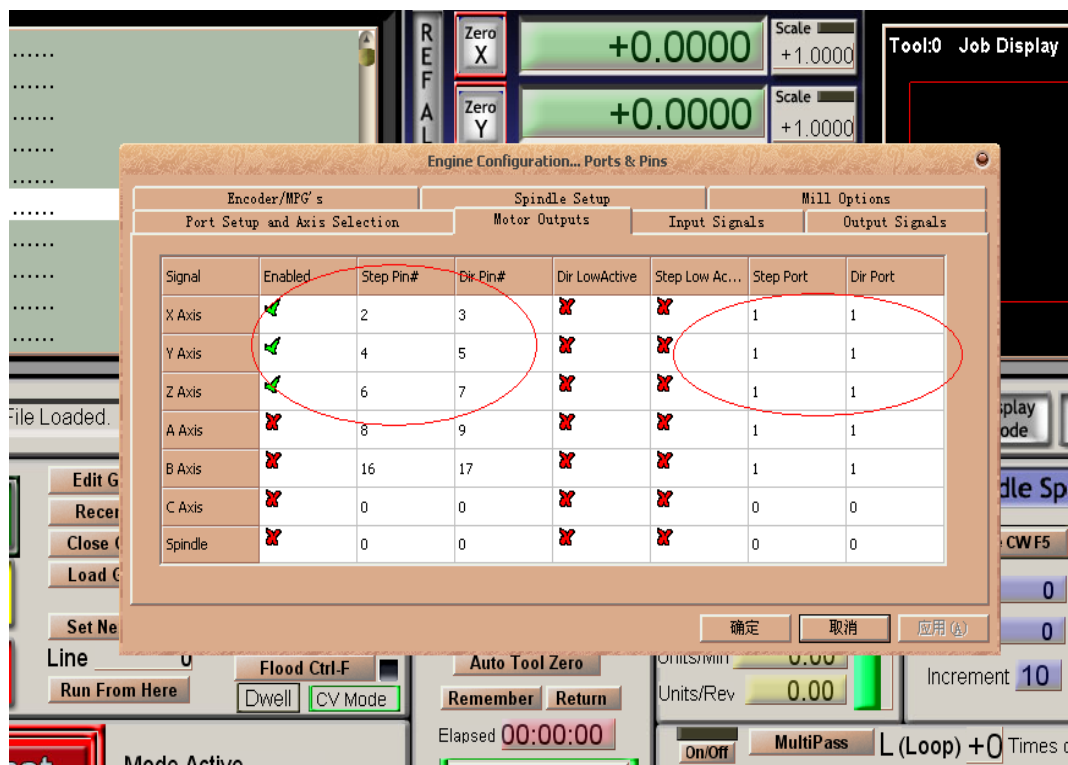 ......
......
......
......
......
......
......
......
......
......
REF AL
Zero X
+0.0000
Scale
+1.0000
Tool:0 Job Display
Zero Y
+0.0000
Scale
+1.0000
Engine Configuration... Ports & Pins
Encoder/MPG's Spindle Setup Mill Options
Port Setup and Axis Selection Motor Outputs Input Signals Output Signals
Signal Enabled Step Pin# Dir Pin# Dir LowActive Step Low Ac... Step Port Dir Port
X Axis 2 3 1 1
Y Axis 4 5 1 1
Z Axis 6 7 1 1
A Axis 8 9 1 1
B Axis 16 17 1 1
C Axis 0 0 0 0
Spindle 0 0 0 0
确定 取消 应用(A)
File Loaded.
splay
ode
Edit G
Recen
Close
Load G
Set Ne
dle Sp
CW F5
0
0
Line 0
Run From Here
Flood Ctrl-F
Dwell CV Mode
Auto Tool Zero
Remember Return
Elapsed 00:00:00
Units/Min 0.00
Units/Rev 0.00
Increment 10
On/Off MultiPass L (Loop) +0 Times
Mode Active